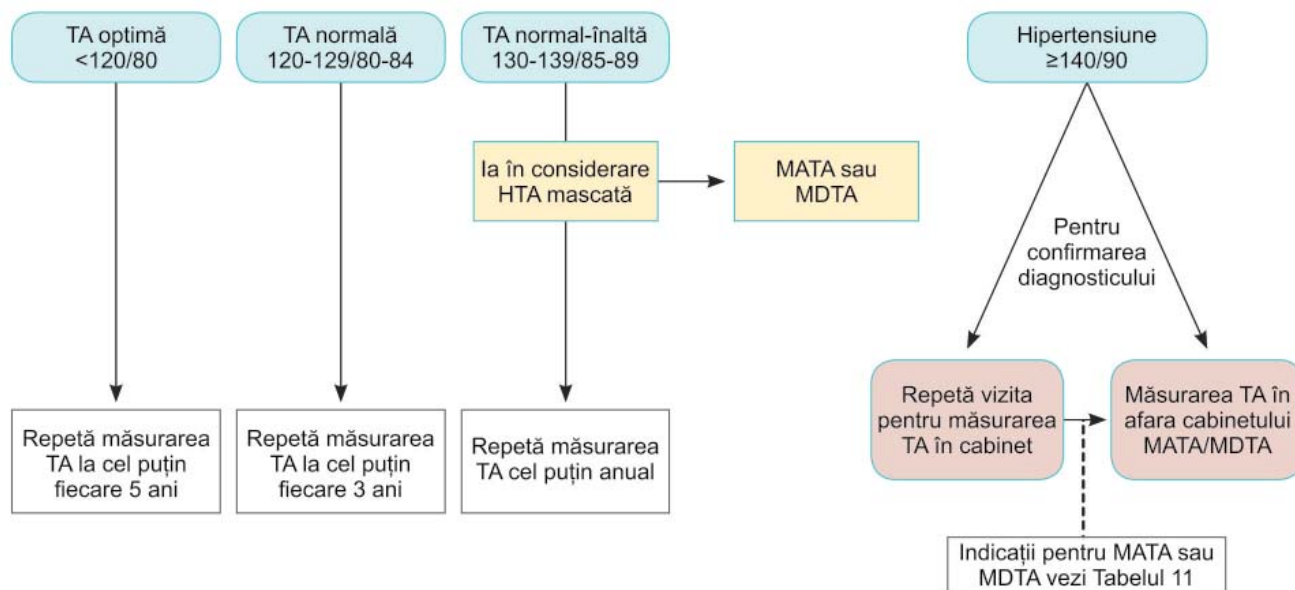 TA optimă
<120/80
TA normală
120-129/80-84
TA normal-înaltă
130-139/85-89
Hipertensiune
≥140/90
Ia în considerare
HTA mascată
MATA sau
MDTA
Pentru
confirmarea
diagnosticului
Repetă măsurarea
TA la cel puțin
fiecare 5 ani
Repetă măsurarea
TA la cel puțin
fiecare 3 ani
Repetă măsurarea
TA cel puțin anual
Repetă vizita
pentru măsurarea
TA în cabinet
Măsurarea TA în
afara cabinetului
MATA/MDTA
Indicații pentru MATA sau
MDTA vezi Tabelul 11